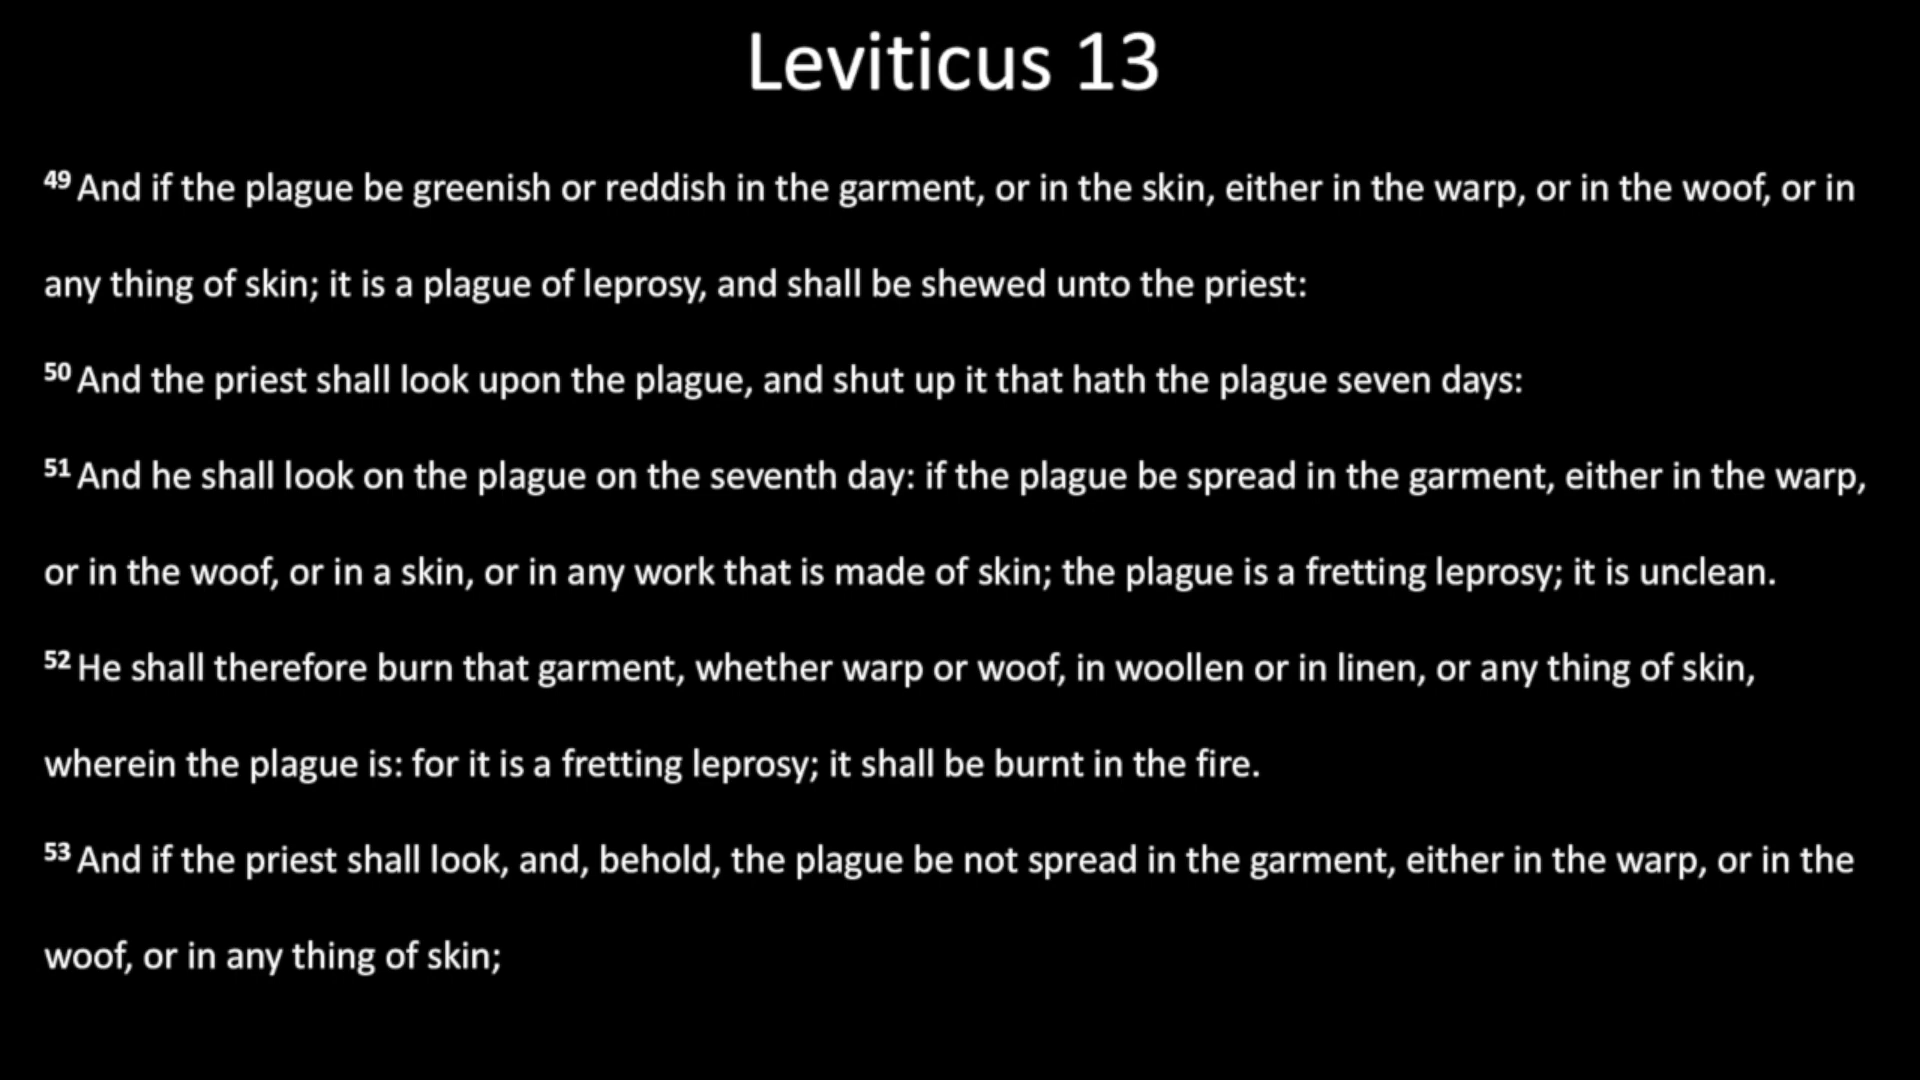 Leviticus 13
49 And if the plague be greenish or reddish in the garment, or in the skin, either in the warp, or in the woof, or in
any thing of skin; it is a plague of leprosy, and shall be shewed unto the priest:
50 And the priest shall look upon the plague, and shut up it that hath the plague seven days:
51 And he shall look on the plague on the seventh day: if the plague be spread in the garment, either in the warp,
or in the woof, or in a skin, or in any work that is made of skin; the plague is a fretting leprosy; it is unclean.
52 He shall therefore burn that garment, whether warp or woof, in woollen or in linen, or any thing of skin,
wherein the plague is: for it is a fretting leprosy; it shall be burnt in the fire.
53 And if the priest shall look, and, behold, the plague be not spread in the garment, either in the warp, or in the
woof, or in any thing of skin;